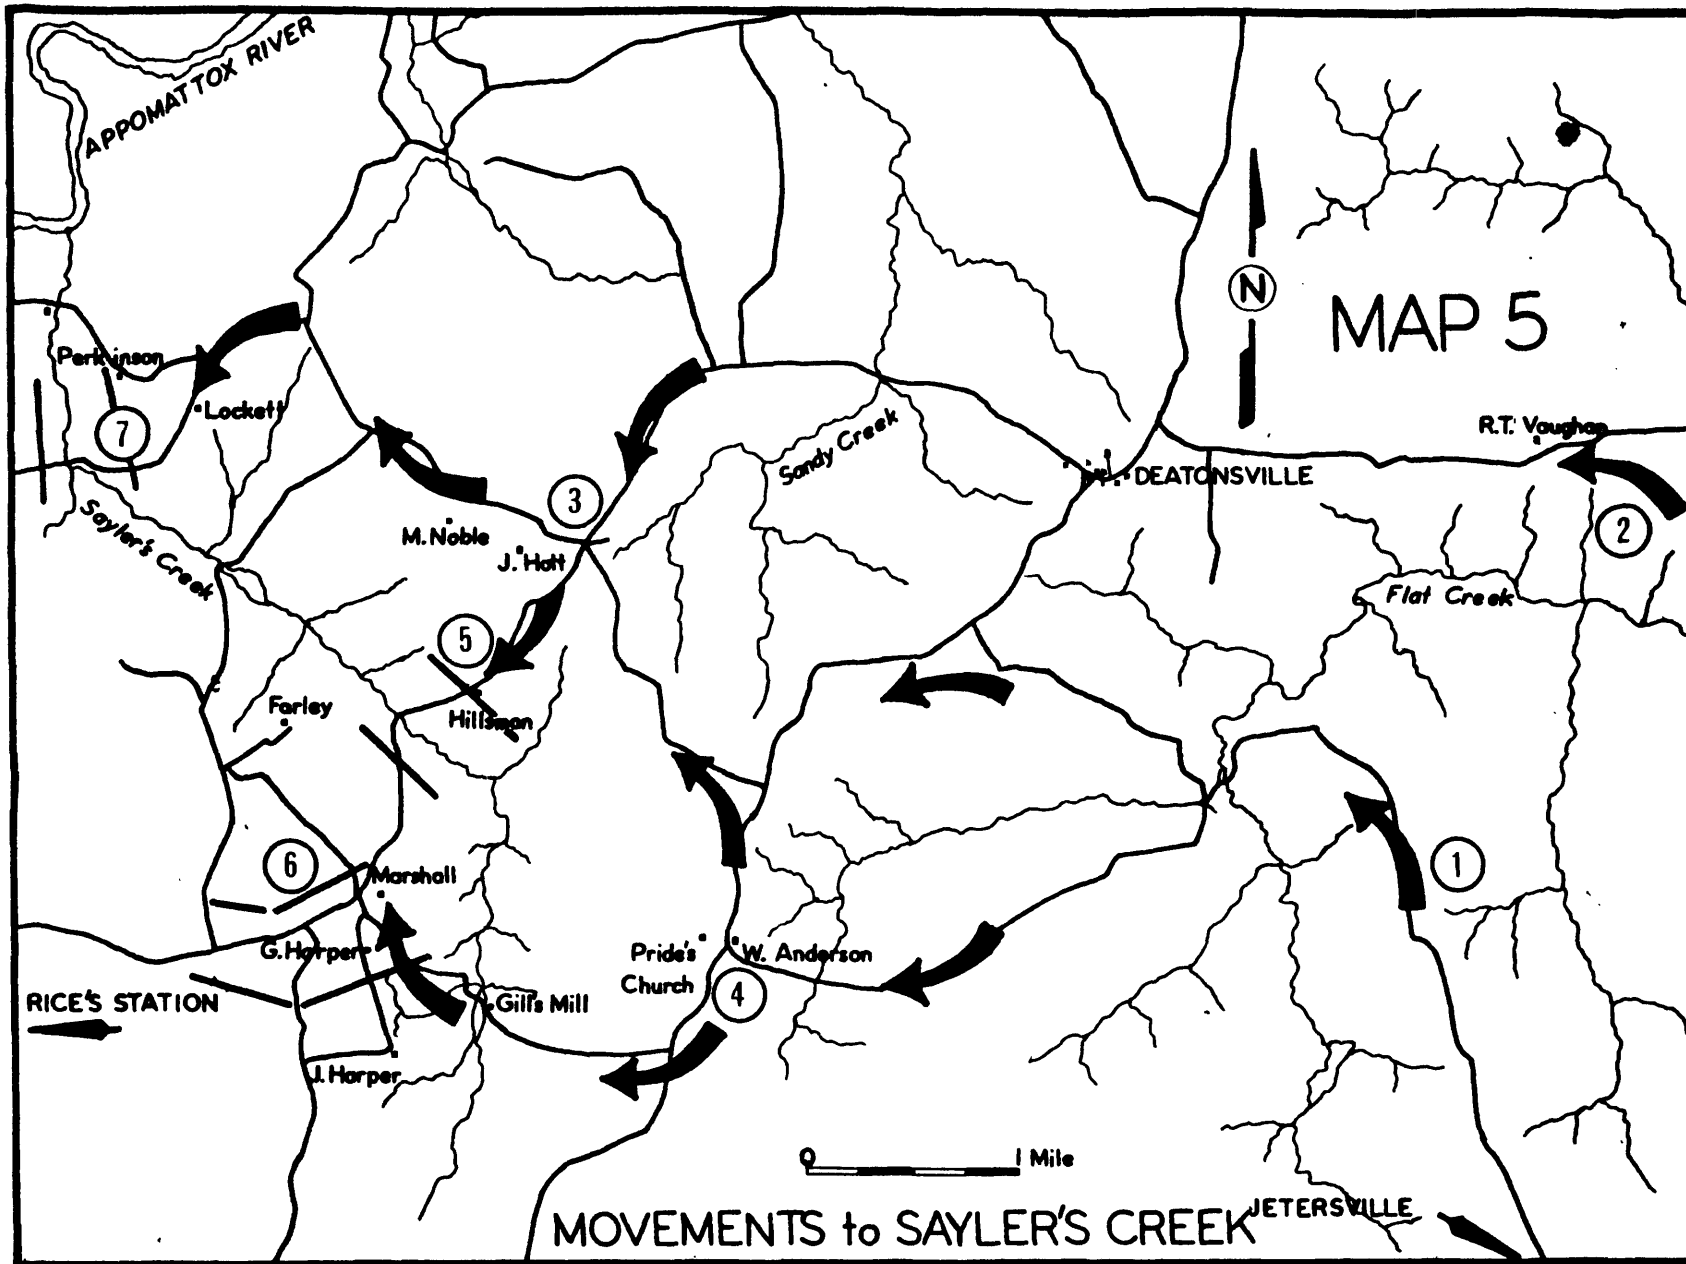 APPOMATTOX RIVER
N
MAP 5
Perkinson
Lockett
7
R.T. Vaughan
Sandy Creek
DEATONSVILLE
3
2
Sayler's Creek
M. Noble
J. Hott
Flat Creek
5
Farley
Hillsman
6
Marshall
1
G. Harper
Pride's
Church
W. Anderson
4
RICE'S STATION
Gill's Mill
J. Harper
0
1 Mile
MOVEMENTS to SAYLER'S CREEK
JETERSVILLE